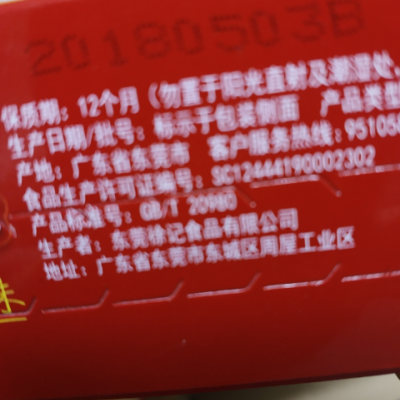 20180503B
保质期：12个月（勿置于阳光直射及潮湿处
生产日期/批号：标示于包装侧面 产品类型
产地：广东省东莞市 客户服务热线：95105
食品生产许可证编号：SC12444190002302
产品标准号：GB/T 20980
生产者：东莞徐记食品有限公司
地址：广东省东莞市东城区周屋工业区
味